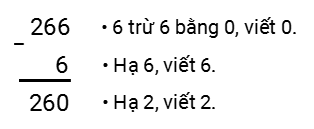 266 • 6 trừ 6 bằng 0, viết 0.
– 6 • Hạ 6, viết 6.
260 • Hạ 2, viết 2.